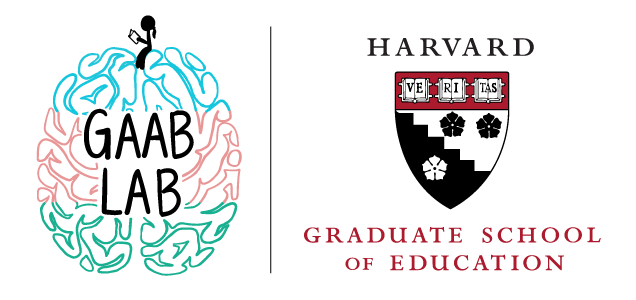 GAAB
LAB
HARVARD
VE RI TAS
GRADUATE SCHOOL
OF EDUCATION